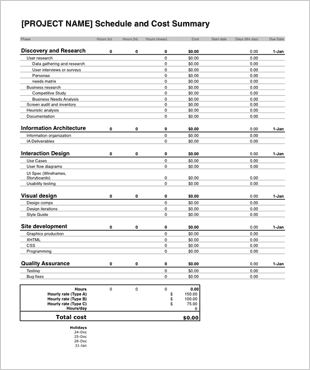 [PROJECT NAME] Schedule and Cost Summary
Phase Hours (a) Hours (b) Cost Due Date
Discovery and Research 0 0 0 $0.00 0.00 1-Jan
User research 0 $0.00 0.00
Data gathering and research 0 $0.00 0.00
User interviews or surveys 0 $0.00 0.00
Personas 0 $0.00 0.00
needs matrix 0 $0.00 0.00
Business research 0 $0.00 0.00
Competitive Study 0 $0.00 0.00
Business Needs Analysis 0 $0.00 0.00
Screen audit and inventory 0 $0.00 0.00
Heuristic analysis 0 $0.00 0.00
Documentation 0 $0.00 0.00
Information Architecture 0 0 0 $0.00 0.00 1-Jan
Information organization 0 $0.00 0.00
IA Deliverables 0 $0.00 0.00
Interaction Design 0 0 0 $0.00 0.00 1-Jan
Use Cases 0 $0.00 0.00
User flow diagrams 0 $0.00 0.00
UI Spec (Wireframes,
Storyboards) 0 $0.00 0.00
Usability testing 0 $0.00 0.00
Visual design 0 0 0 $0.00 0.00 1-Jan
Design comps 0 $0.00 0.00
Design iterations 0 $0.00 0.00
Style Guide 0 $0.00 0.00
Site development 0 0 0 $0.00 0.00 1-Jan
Graphics production 0 $0.00 0.00
XHTML 0 $0.00 0.00
CSS 0 $0.00 0.00
Programming 0 $0.00 0.00
Quality Assurance 0 0 0 $0.00 0.00 1-Jan
Testing 0 $0.00 0.00
Bug fixes 0 $0.00 0.00
Hours 0 0 0 0.00
Hourly rate (Type A) $ 150.00
Hourly rate (Type B) $ 100.00
Hourly rate (Type C) $ 75.00
Hours/day
Total cost $0.00
Holidays
24-Dec
25-Dec
31-Jan